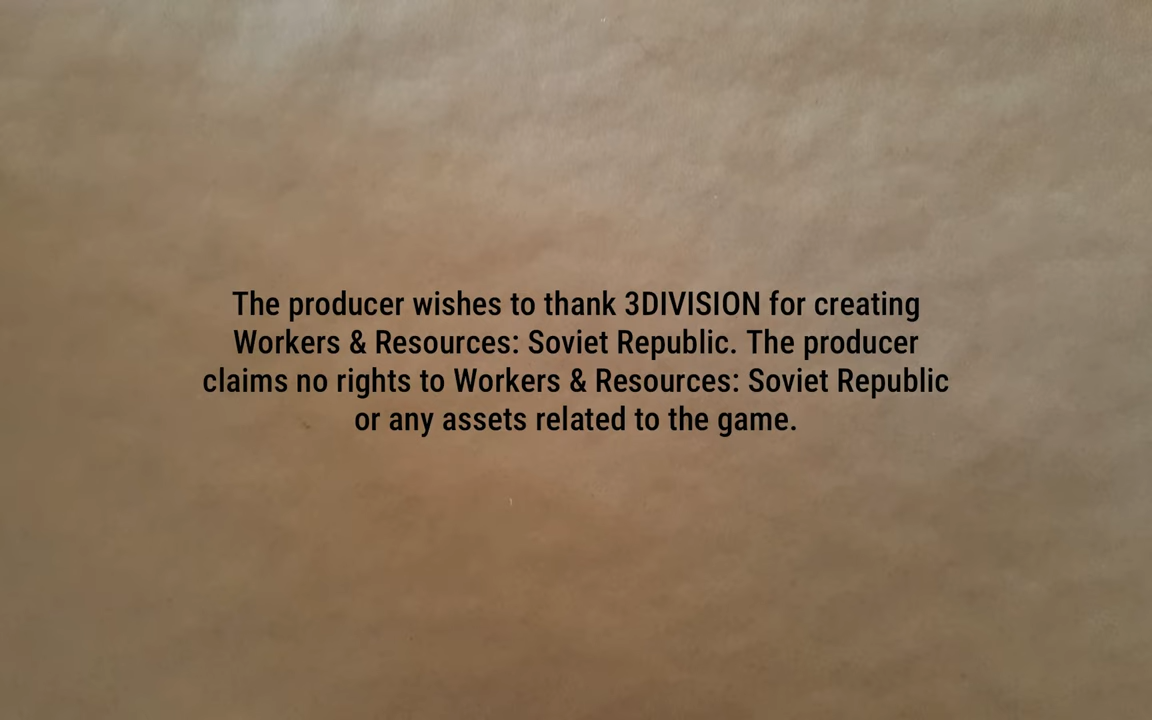 The producer wishes to thank 3DIVISION for creating
Workers & Resources: Soviet Republic. The producer
claims no rights to Workers & Resources: Soviet Republic
or any assets related to the game.